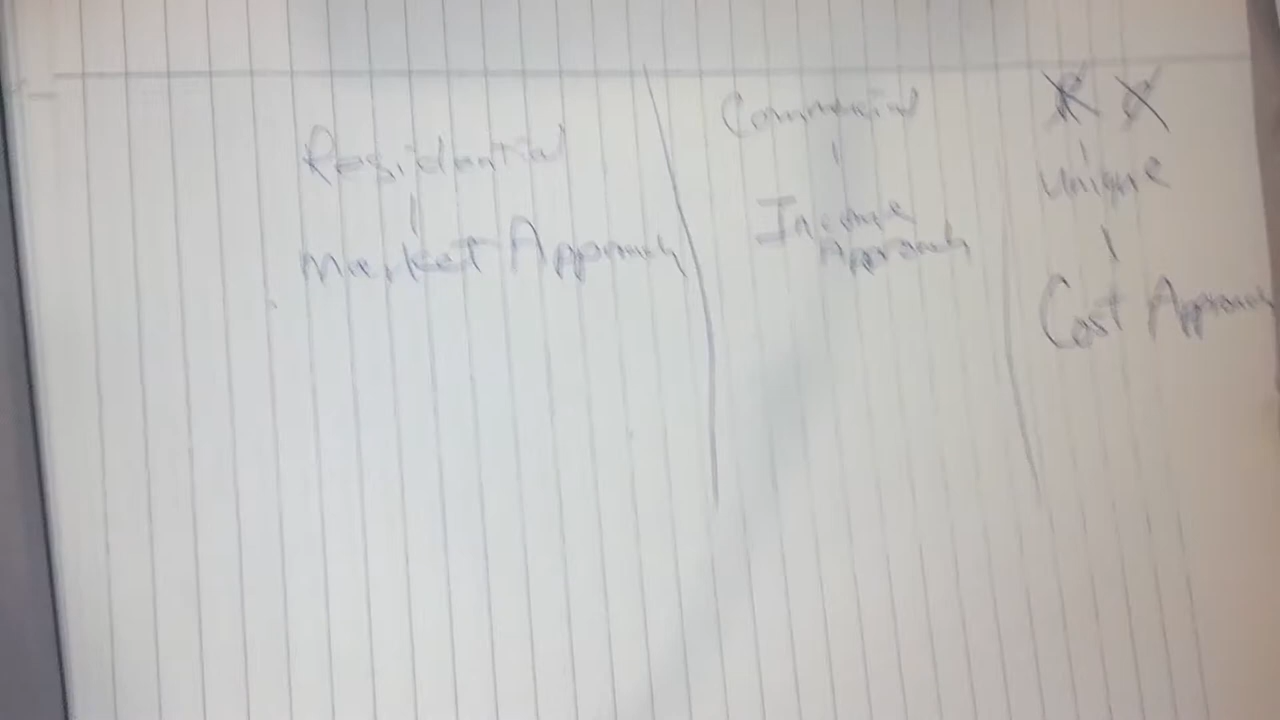 Residential
Market Approach
Commercial
Income
Approach
R C
Unique
Cost Approach